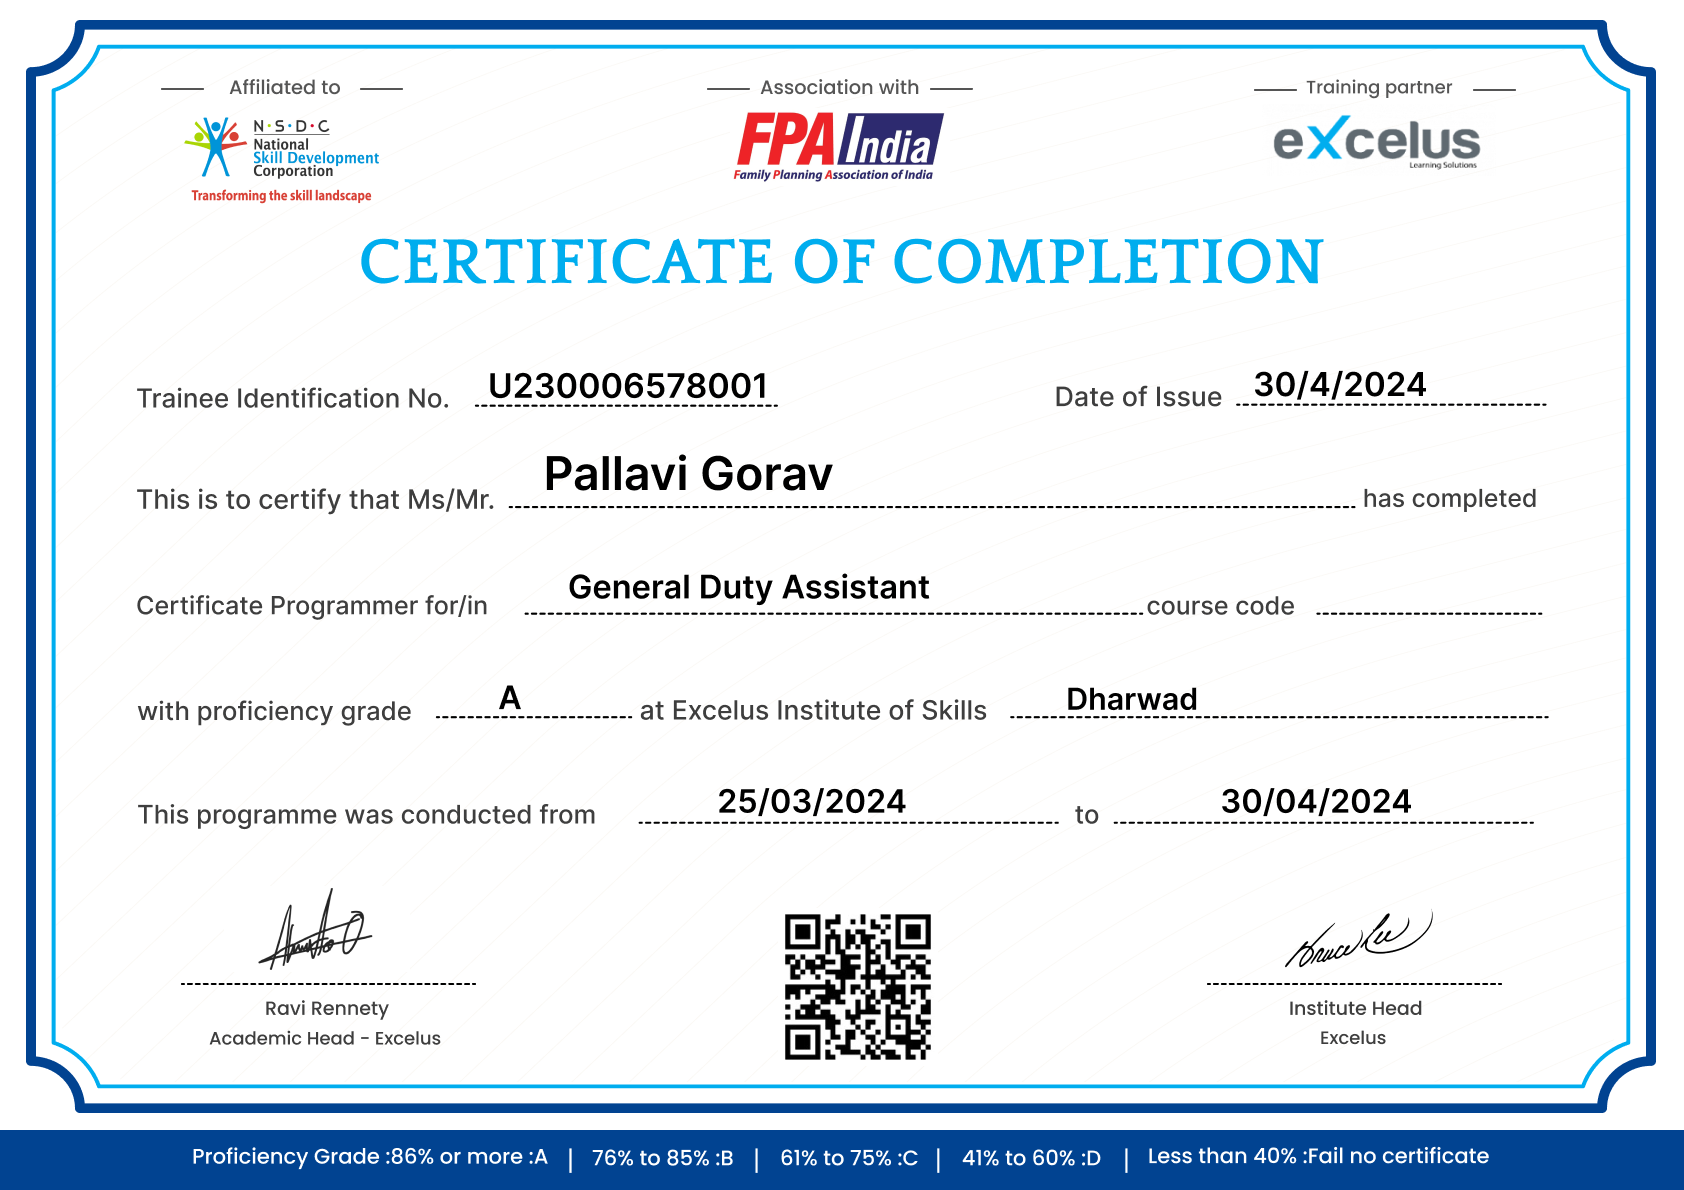 Affiliated to
Association with
Training partner
N·S·D·C
National
Skill Development
Corporation
Transforming the skill landscape
FPA India
Family Planning Association of India
excelus
Learning Solutions
CERTIFICATE OF COMPLETION
Trainee Identification No. U230006578001 Date of Issue 30/4/2024
This is to certify that Ms/Mr. Pallavi Gorav has completed
Certificate Programmer for/in General Duty Assistant course code
with proficiency grade A at Excelus Institute of Skills Dharwad
This programme was conducted from 25/03/2024 to 30/04/2024
Bruce Lee
Ravi Rennety
Academic Head - Excelus
Institute Head
Excelus
Proficiency Grade :86% or more :A | 76% to 85% :B | 61% to 75% :C | 41% to 60% :D | Less than 40% :Fail no certificate